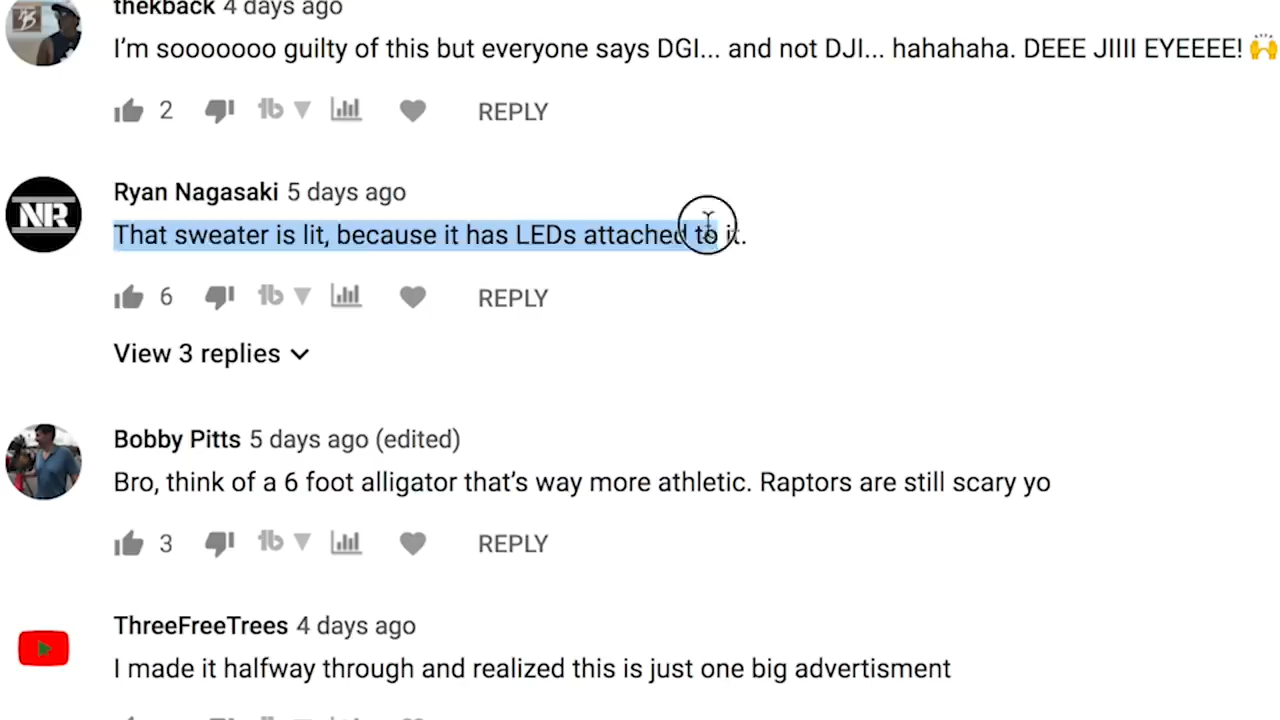 thekback 4 days ago
I'm sooooooo guilty of this but everyone says DGI... and not DJI... hahahaha. DEEE JIIII EYEEEE! 🙌
2 REPLY
NR
Ryan Nagasaki 5 days ago
That sweater is lit, because it has LEDs attached to it.
6 REPLY
View 3 replies
Bobby Pitts 5 days ago (edited)
Bro, think of a 6 foot alligator that's way more athletic. Raptors are still scary yo
3 REPLY
ThreeFreeTrees 4 days ago
I made it halfway through and realized this is just one big advertisment